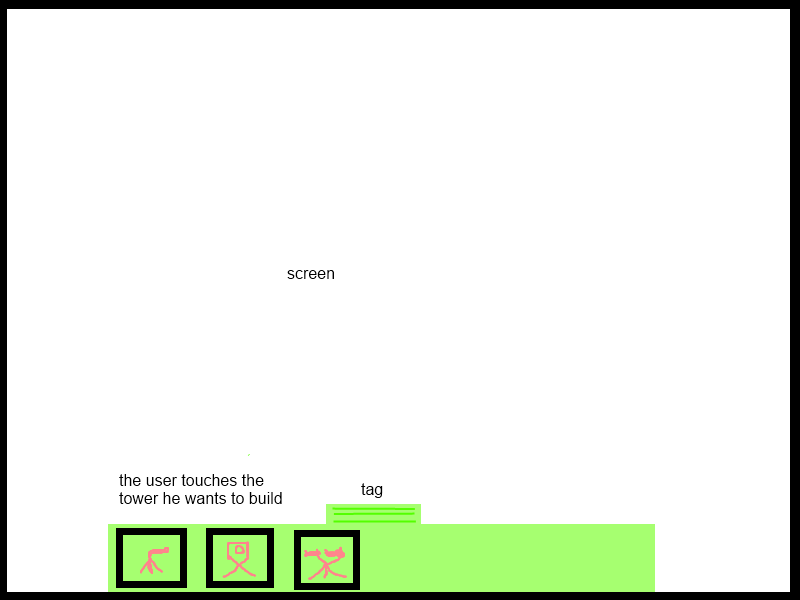 screen
the user touches the
tower he wants to build
tag